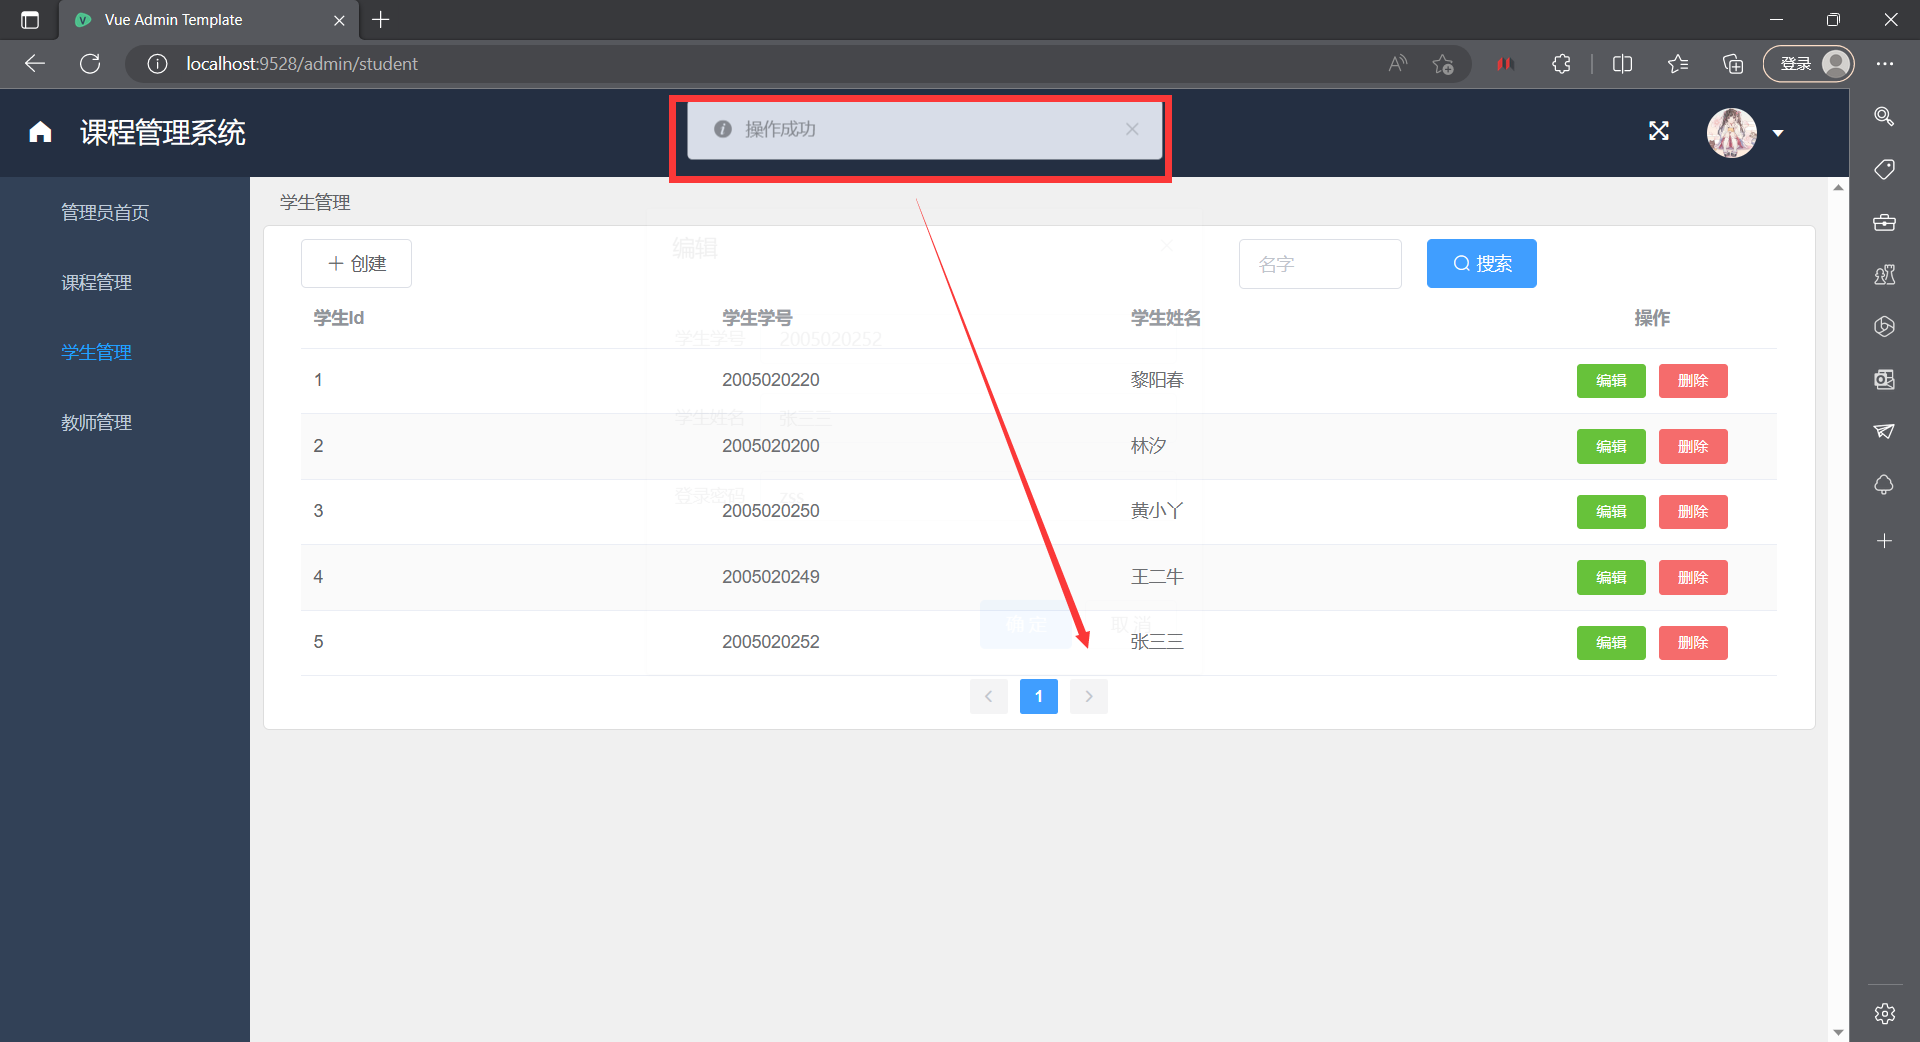 Vue Admin Template
localhost:9528/admin/student
登录
课程管理系统
操作成功
管理员首页
课程管理
学生管理
教师管理
学生管理
编辑
创建
名字
搜索
学生Id 学生学号 学生姓名 操作
学生学号 2005020252
1 2005020220 黎阳春 编辑 删除
学生姓名 张三三
2 2005020200 林汐 编辑 删除
登录密码 zss
3 2005020250 黄小丫 编辑 删除
4 2005020249 王二牛 编辑 删除
确 定 取 消
5 2005020252 张三三 编辑 删除
1